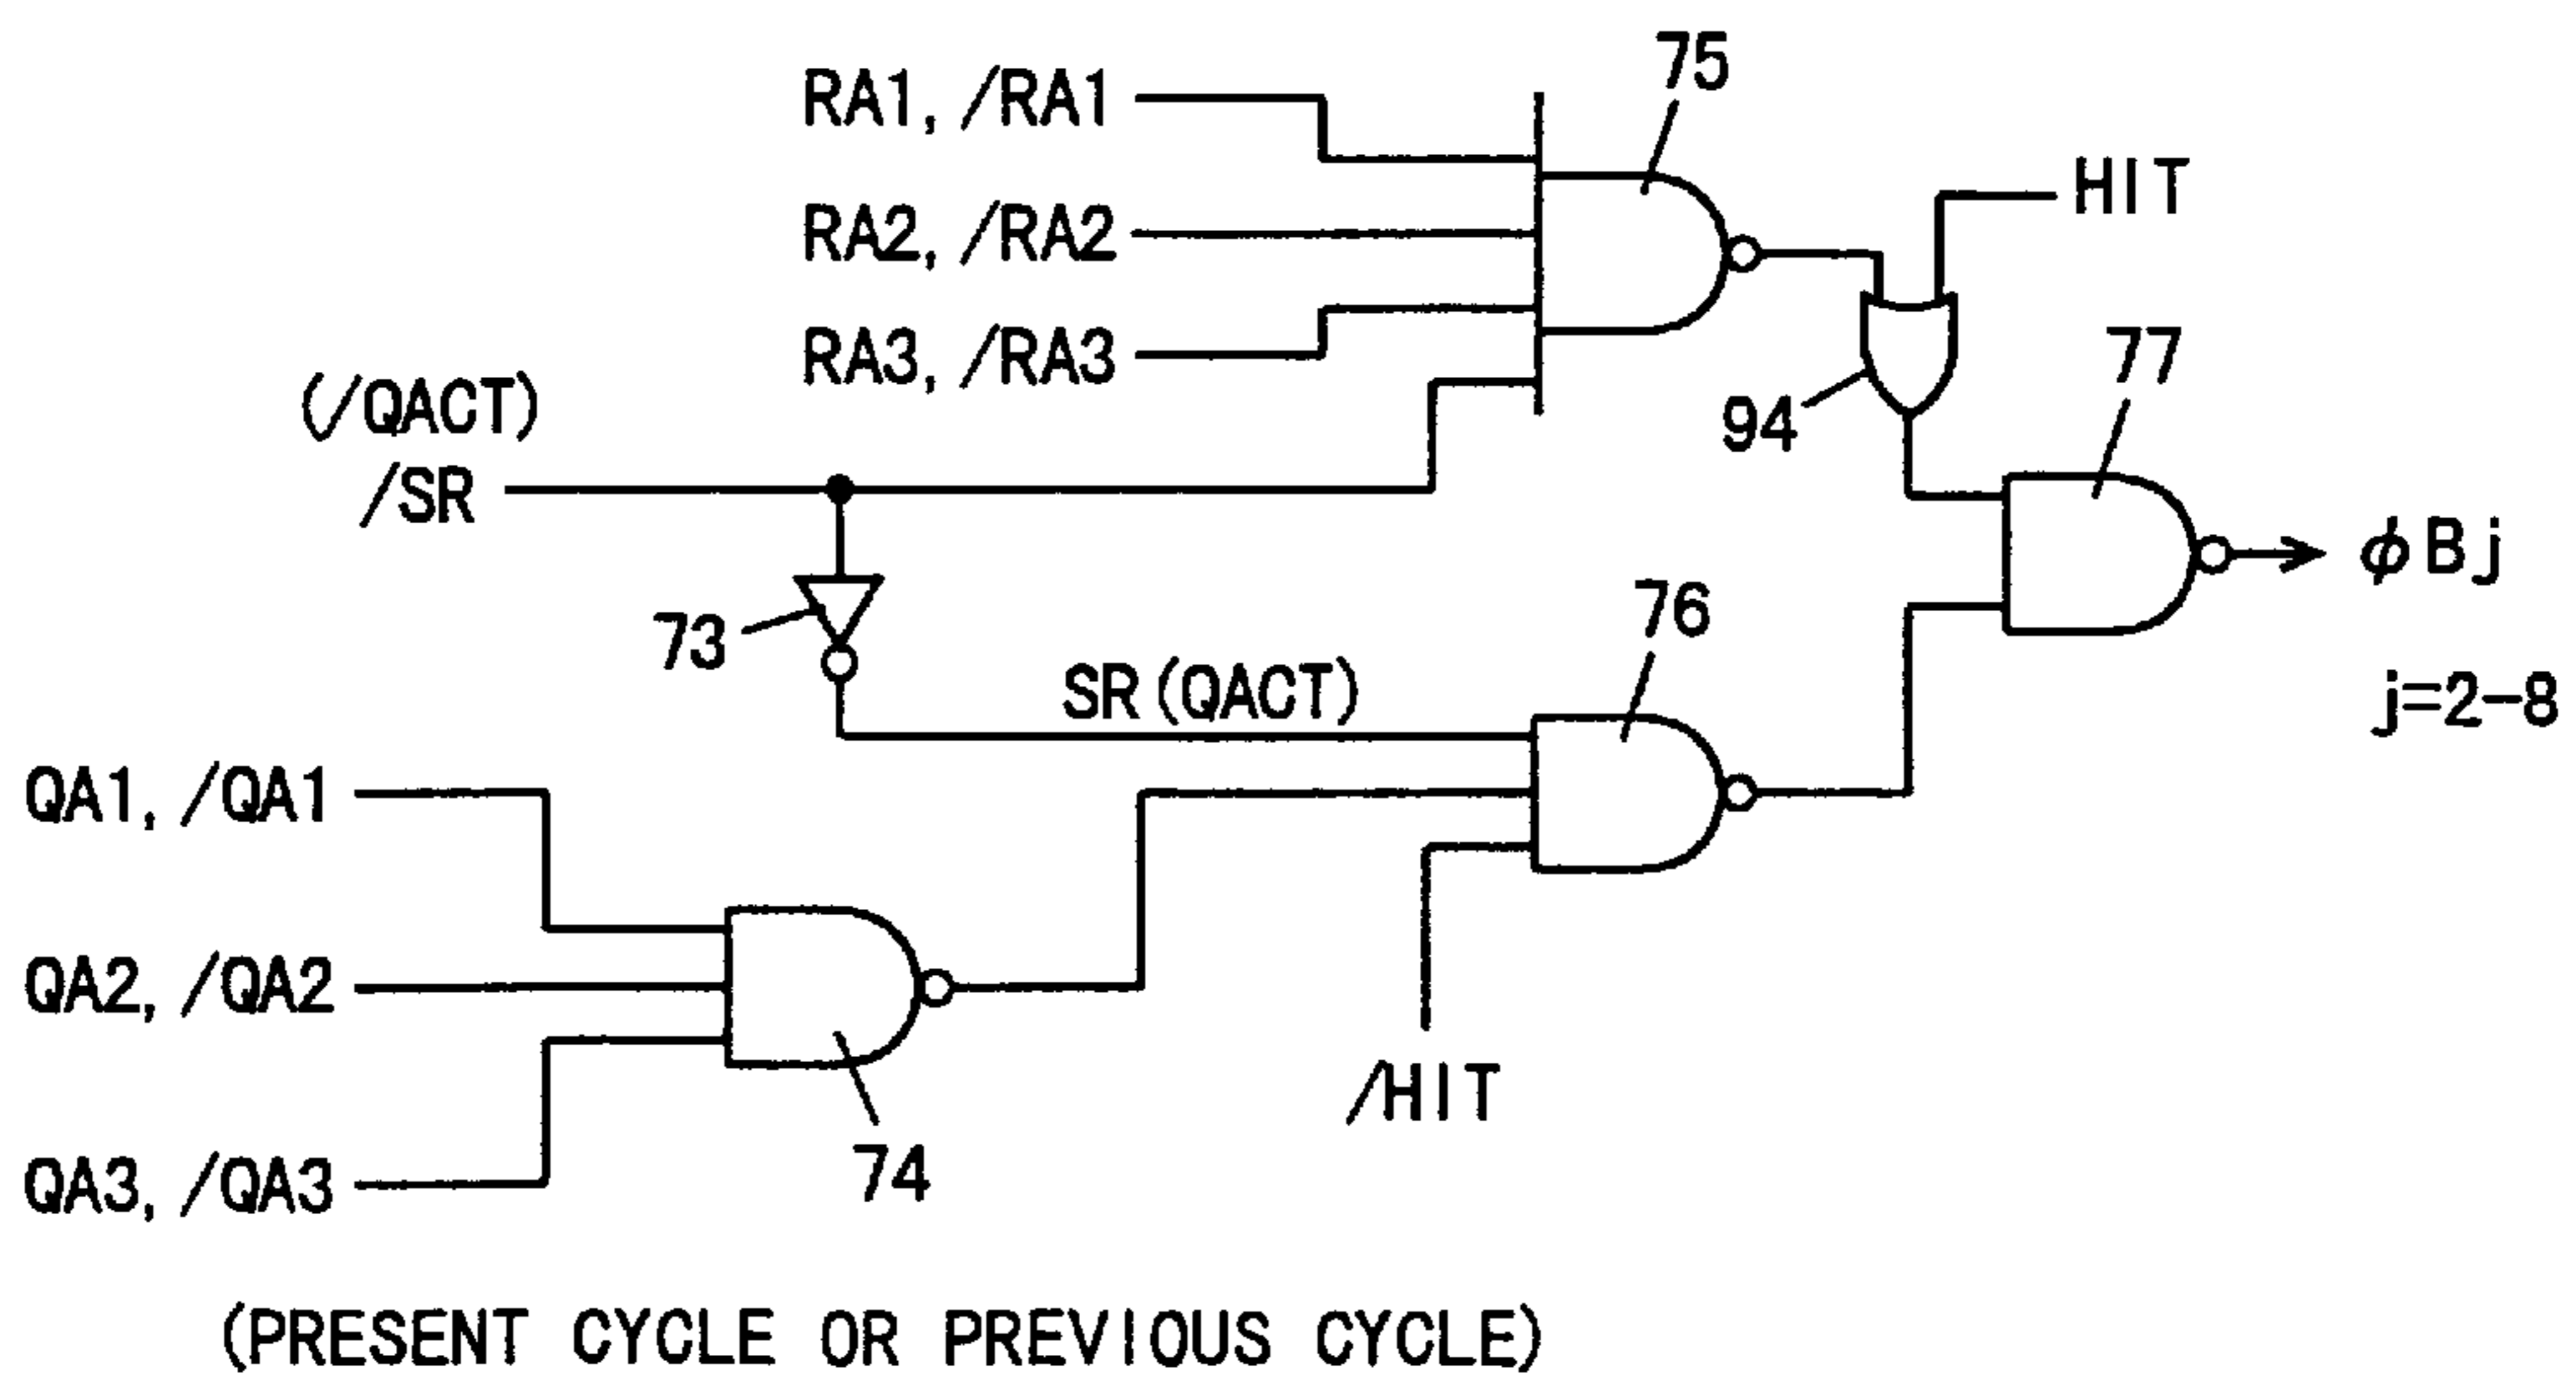 75
RA1, /RA1
HIT
RA2, /RA2
RA3, /RA3
77
(/QACT)
94
/SR
φBj
73
76
SR(QACT)
j=2-8
QA1, /QA1
QA2, /QA2
/HIT
74
QA3, /QA3
(PRESENT CYCLE OR PREVIOUS CYCLE)